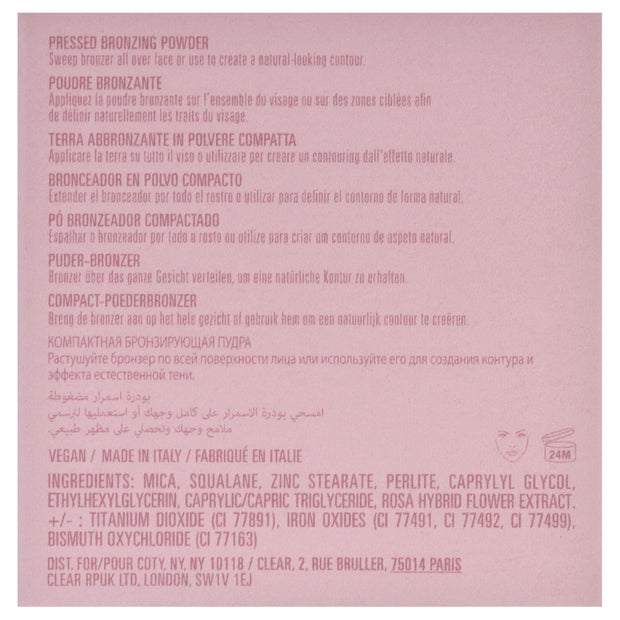 PRESSED BRONZING POWDER
Sweep bronzer all over face or use to create a natural-looking contour.
POUDRE BRONZANTE
Appliquez la poudre bronzante sur l'ensemble du visage ou sur des zones ciblées afin
de définir naturellement les traits du visage.
TERRA ABBRONZANTE IN POLVERE COMPATTA
Applicare la terra su tutto il viso o utilizzare per creare un contouring dall'effetto naturale.
BRONCEADOR EN POLVO COMPACTO
Extender el bronceador por todo el rostro o utilizar para definir el contorno de forma natural.
PÓ BRONZEADOR COMPACTADO
Espalhar o bronzeador por todo o rosto ou utilize para criar um contorno de aspeto natural.
PUDER-BRONZER
Bronzer über das ganze Gesicht verteilen, um eine natürliche Kontur zu erhalten.
COMPACT-POEDERBRONZER
Breng de bronzer aan op het hele gezicht of gebruik hem om een natuurlijk contour te creëren.
КОМПАКТНАЯ БРОНЗИРУЮЩАЯ ПУДРА
Растушуйте бронзер по всей поверхности лица или используйте его для создания контура и
эффекта естественной тени.
بودرة اسمرار مضغوطة
امسحي بودرة الاسمرار على كامل وجهك أو استعمليها لترسمي
ملامح وجهك وتحصلي على مظهر طبيعي.
VEGAN / MADE IN ITALY / FABRIQUÉ EN ITALIE
24M
INGREDIENTS: MICA, SQUALANE, ZINC STEARATE, PERLITE, CAPRYLYL GLYCOL,
ETHYLHEXYLGLYCERIN, CAPRYLIC/CAPRIC TRIGLYCERIDE, ROSA HYBRID FLOWER EXTRACT.
+/- : TITANIUM DIOXIDE (CI 77891), IRON OXIDES (CI 77491, CI 77492, CI 77499),
BISMUTH OXYCHLORIDE (CI 77163)
DIST. FOR/POUR COTY, NY, NY 10118 / CLEAR, 2, RUE BRULLER, 75014 PARIS
CLEAR RPUK LTD, LONDON, SW1V 1EJ